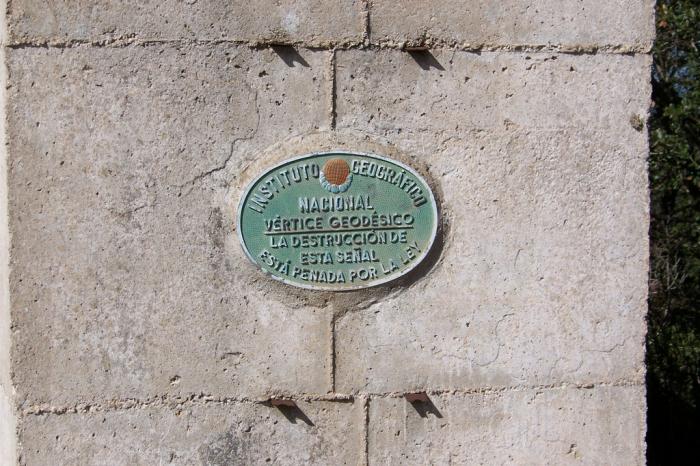 INSTITUTO GEOGRÁFICO
NACIONAL
VÉRTICE GEODÉSICO
LA DESTRUCCIÓN DE
ESTA SEÑAL
ESTÁ PENADA POR LA LEY